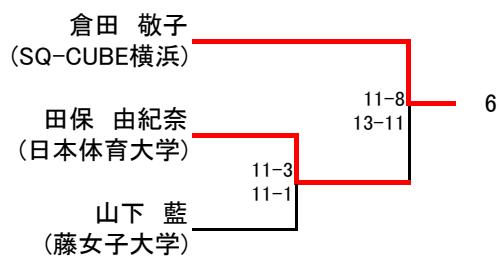 倉田　敬子
(SQ-CUBE横浜)
11-8
13-11
6
田保　由紀奈
(日本体育大学)
11-3
11-1
山下　藍
(藤女子大学)